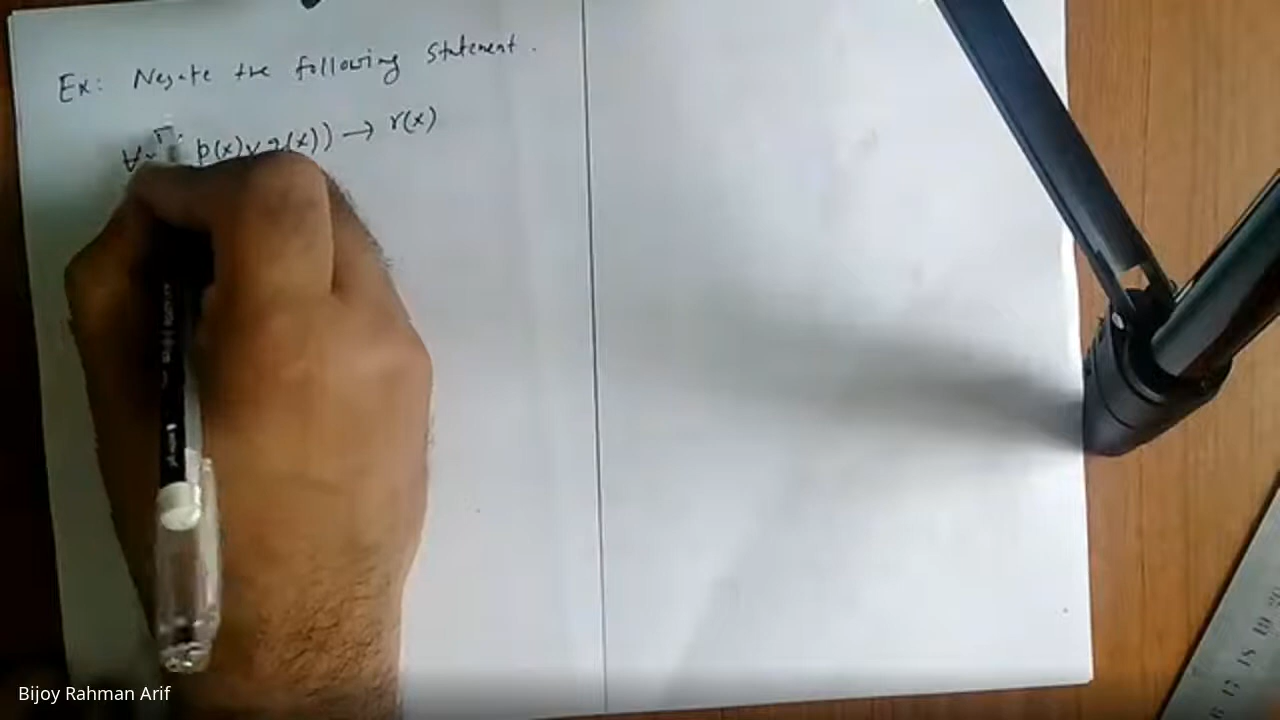 Ex: Negate the following statement.
∀x [( p(x) ∨ q(x)) → r(x)
Bijoy Rahman Arif